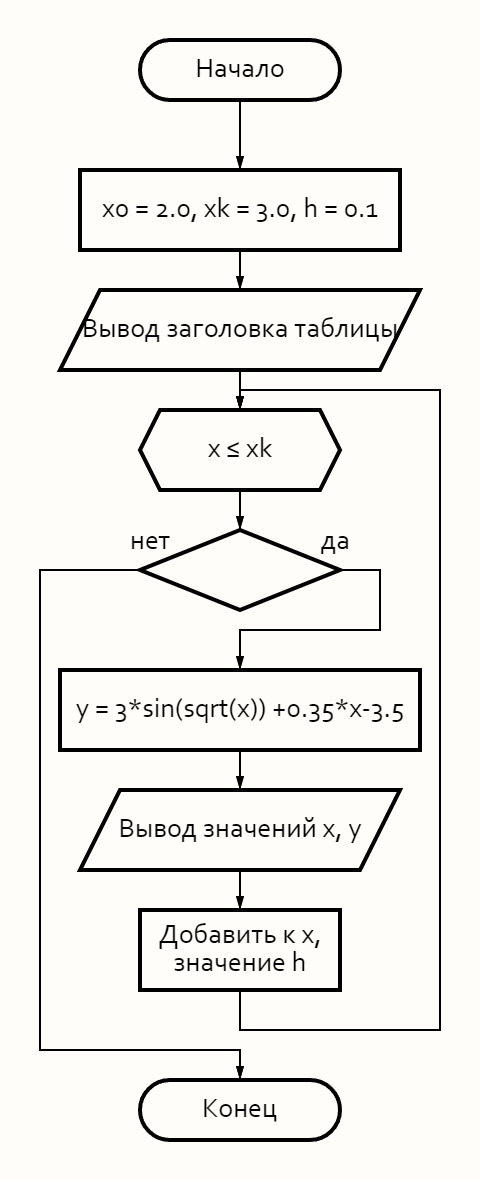 Начало
x0 = 2.0, xk = 3.0, h = 0.1
Вывод заголовка таблицы
x ≤ xk
нет
да
y = 3*sin(sqrt(x)) +0.35*x-3.5
Вывод значений x, y
Добавить к x,
значение h
Конец